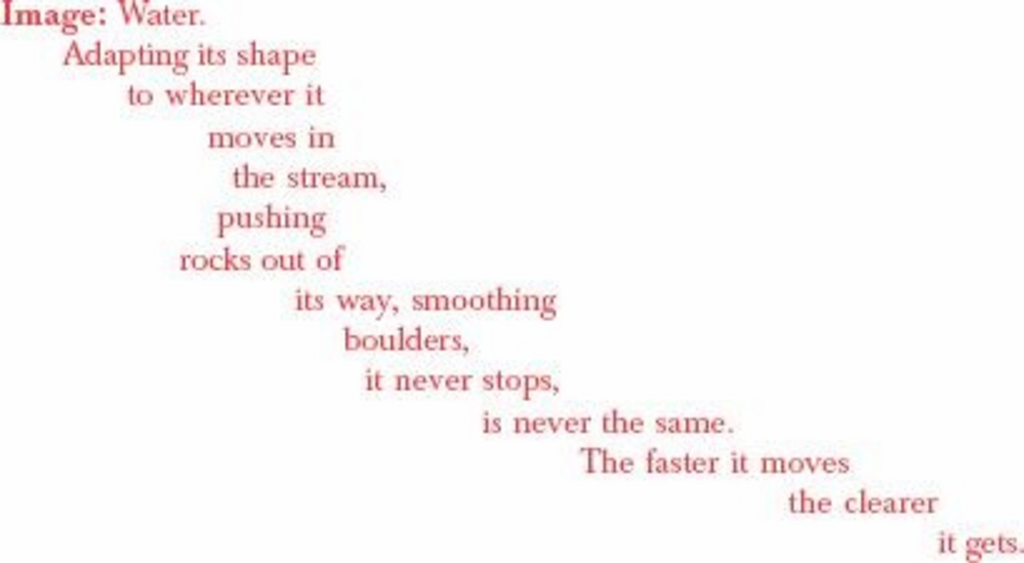 Image: Water.
Adapting its shape
to wherever it
moves in
the stream,
pushing
rocks out of
its way, smoothing
boulders,
it never stops,
is never the same.
The faster it moves
the clearer
it gets.